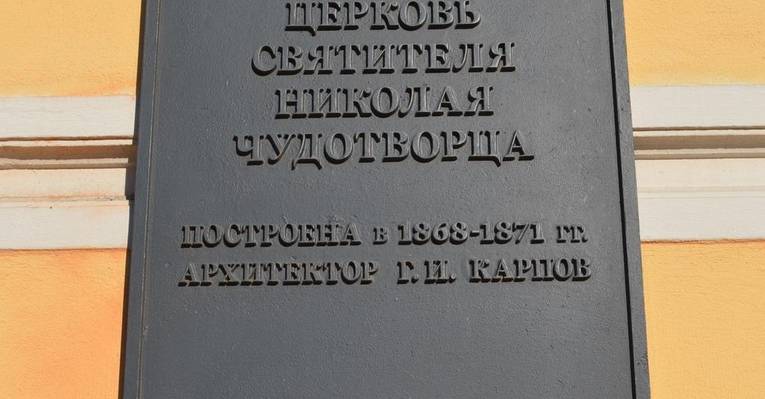 ЦЕРКОВЬ
СВЯТИТЕЛЯ
НИКОЛАЯ
ЧУДОТВОРЦА
ПОСТРОЕНА В 1868-1871 ГГ.
АРХИТЕКТОР Г. И. КАРПОВ